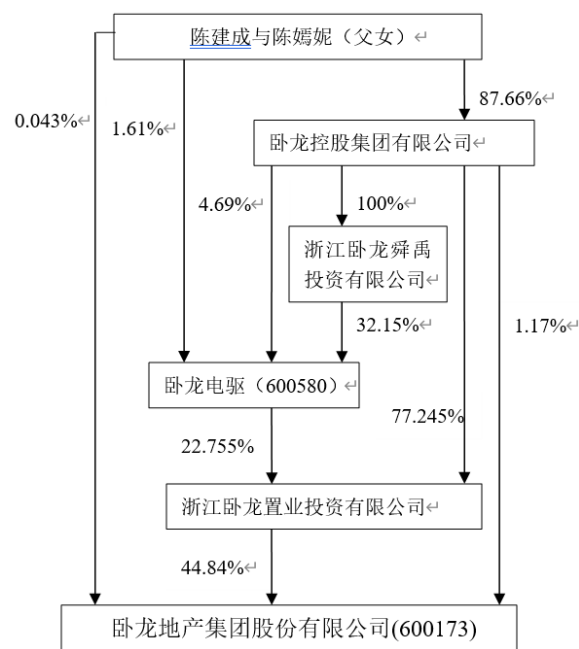 陈建成与陈嫣妮（父女）↵
0.043%↵
1.61%↵
87.66%↵
卧龙控股集团有限公司↵
4.69%↵
100%↵
浙江卧龙舜禹
投资有限公司↵
32.15%↵
1.17%↵
卧龙电驱（600580）↵
77.245%
22.755%
浙江卧龙置业投资有限公司↵
44.84%↵
卧龙地产集团股份有限公司(600173)